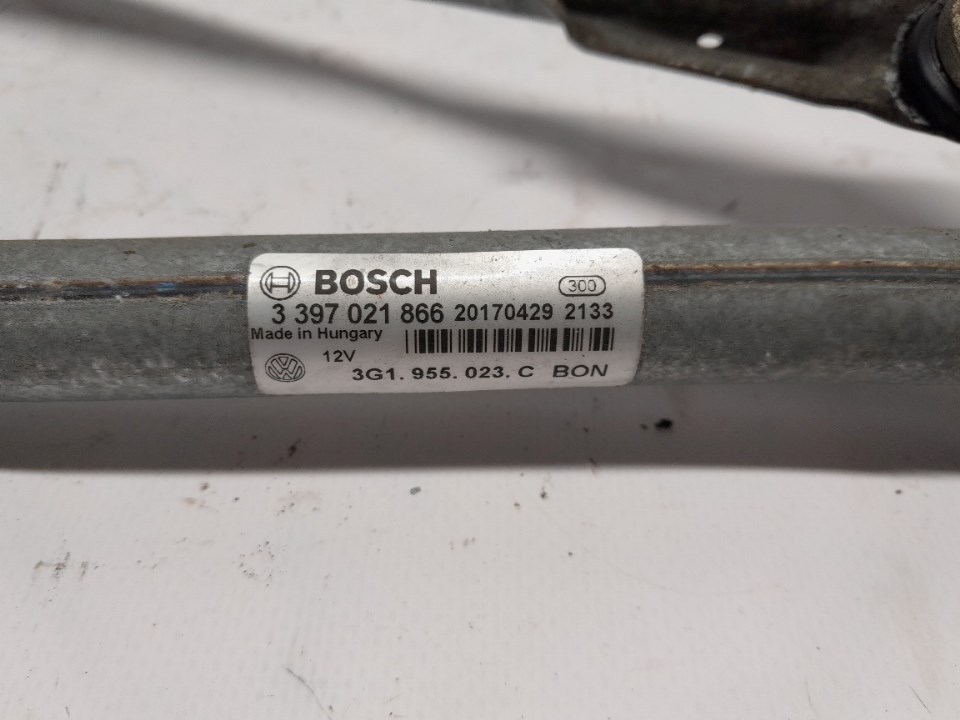 BOSCH 300
3 397 021 866 20170429 2133
Made in Hungary
12V
3G1. 955. 023. C BON